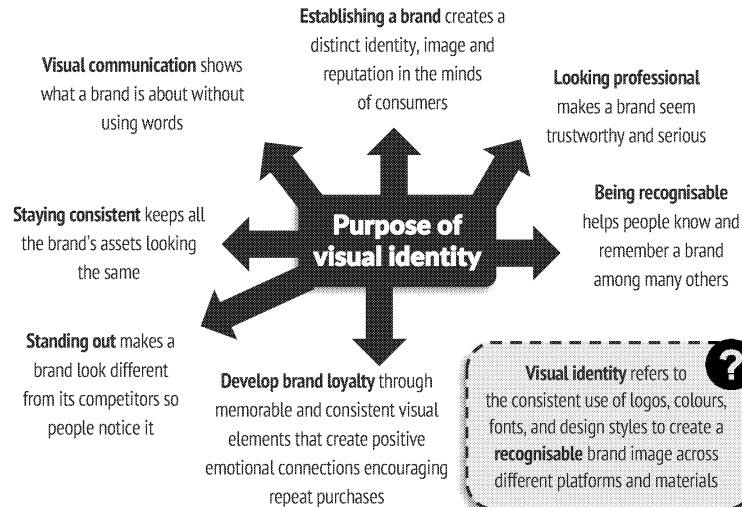 Establishing a brand creates a
distinct identity, image and
reputation in the minds
of consumers
Visual communication shows
what a brand is about without
using words
Looking professional
makes a brand seem
trustworthy and serious
Staying consistent keeps all
the brand's assets looking
the same
Purpose of
visual identity
Being recognisable
helps people know and
remember a brand
among many others
Standing out makes a
brand look different
from its competitors so
people notice it
Develop brand loyalty through
memorable and consistent visual
elements that create positive
emotional connections encouraging
repeat purchases
?
Visual identity refers to
the consistent use of logos, colours,
fonts, and design styles to create a
recognisable brand image across
different platforms and materials